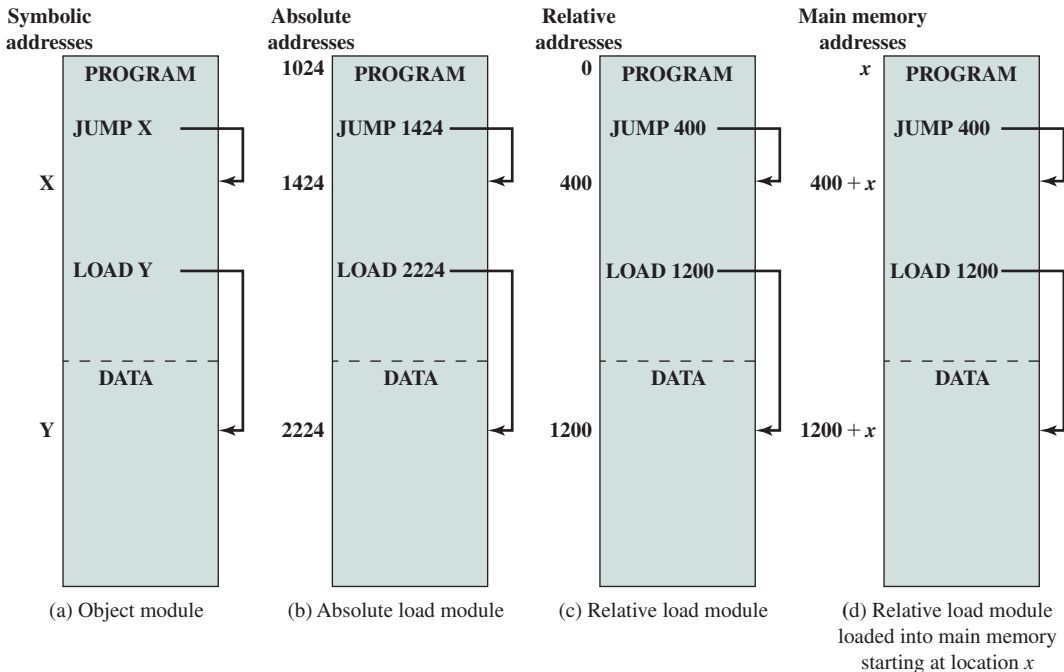 Symbolic
addresses
PROGRAM
JUMP X
X
LOAD Y
DATA
Y
(a) Object module
Absolute
addresses
1024
PROGRAM
JUMP 1424
1424
LOAD 2224
DATA
2224
(b) Absolute load module
Relative
addresses
0
PROGRAM
JUMP 400
400
LOAD 1200
DATA
1200
(c) Relative load module
Main memory
addresses
x
PROGRAM
JUMP 400
400 + x
LOAD 1200
DATA
1200 + x
(d) Relative load module
loaded into main memory
starting at location x